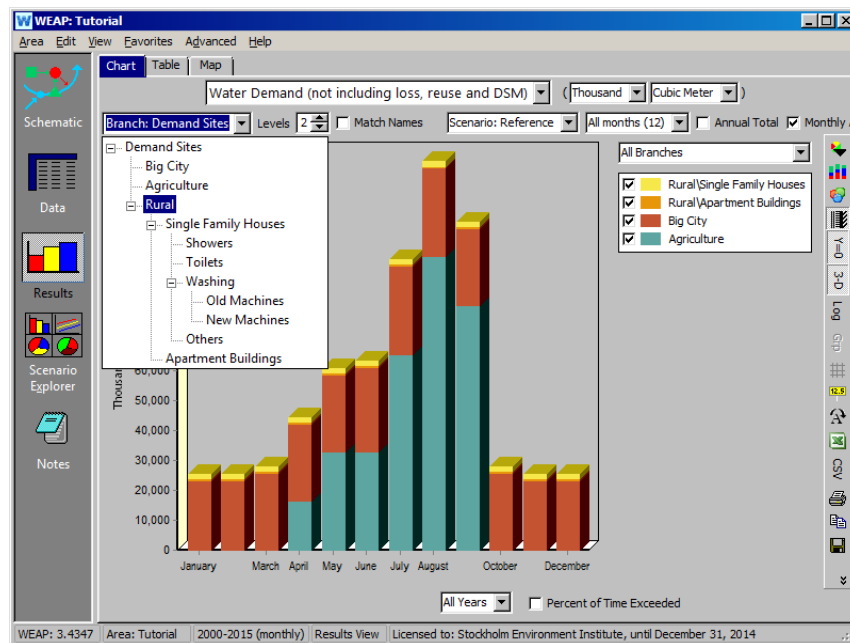 WEAP: Tutorial
Area Edit View Favorites Advanced Help
Chart Table Map
Water Demand (not including loss, reuse and DSM) ( Thousand Cubic Meter )
Branch: Demand Sites Levels 2 Match Names Scenario: Reference All months (12) Annual Total Monthly
Schematic
Data
Results
Scenario
Explorer
Notes
Demand Sites
Big City
Agriculture
Rural
Single Family Houses
Showers
Toilets
Washing
Old Machines
New Machines
Others
Apartment Buildings
All Branches
Rural\Single Family Houses
Rural\Apartment Buildings
Big City
Agriculture
Y=0
3-D
Log
Grp
12.5
CSV
60,000
50,000
40,000
30,000
20,000
10,000
0
January March April May June July August October December
All Years Percent of Time Exceeded
WEAP: 3.4347 Area: Tutorial 2000-2015 (monthly) Results View Licensed to: Stockholm Environment Institute, until December 31, 2014